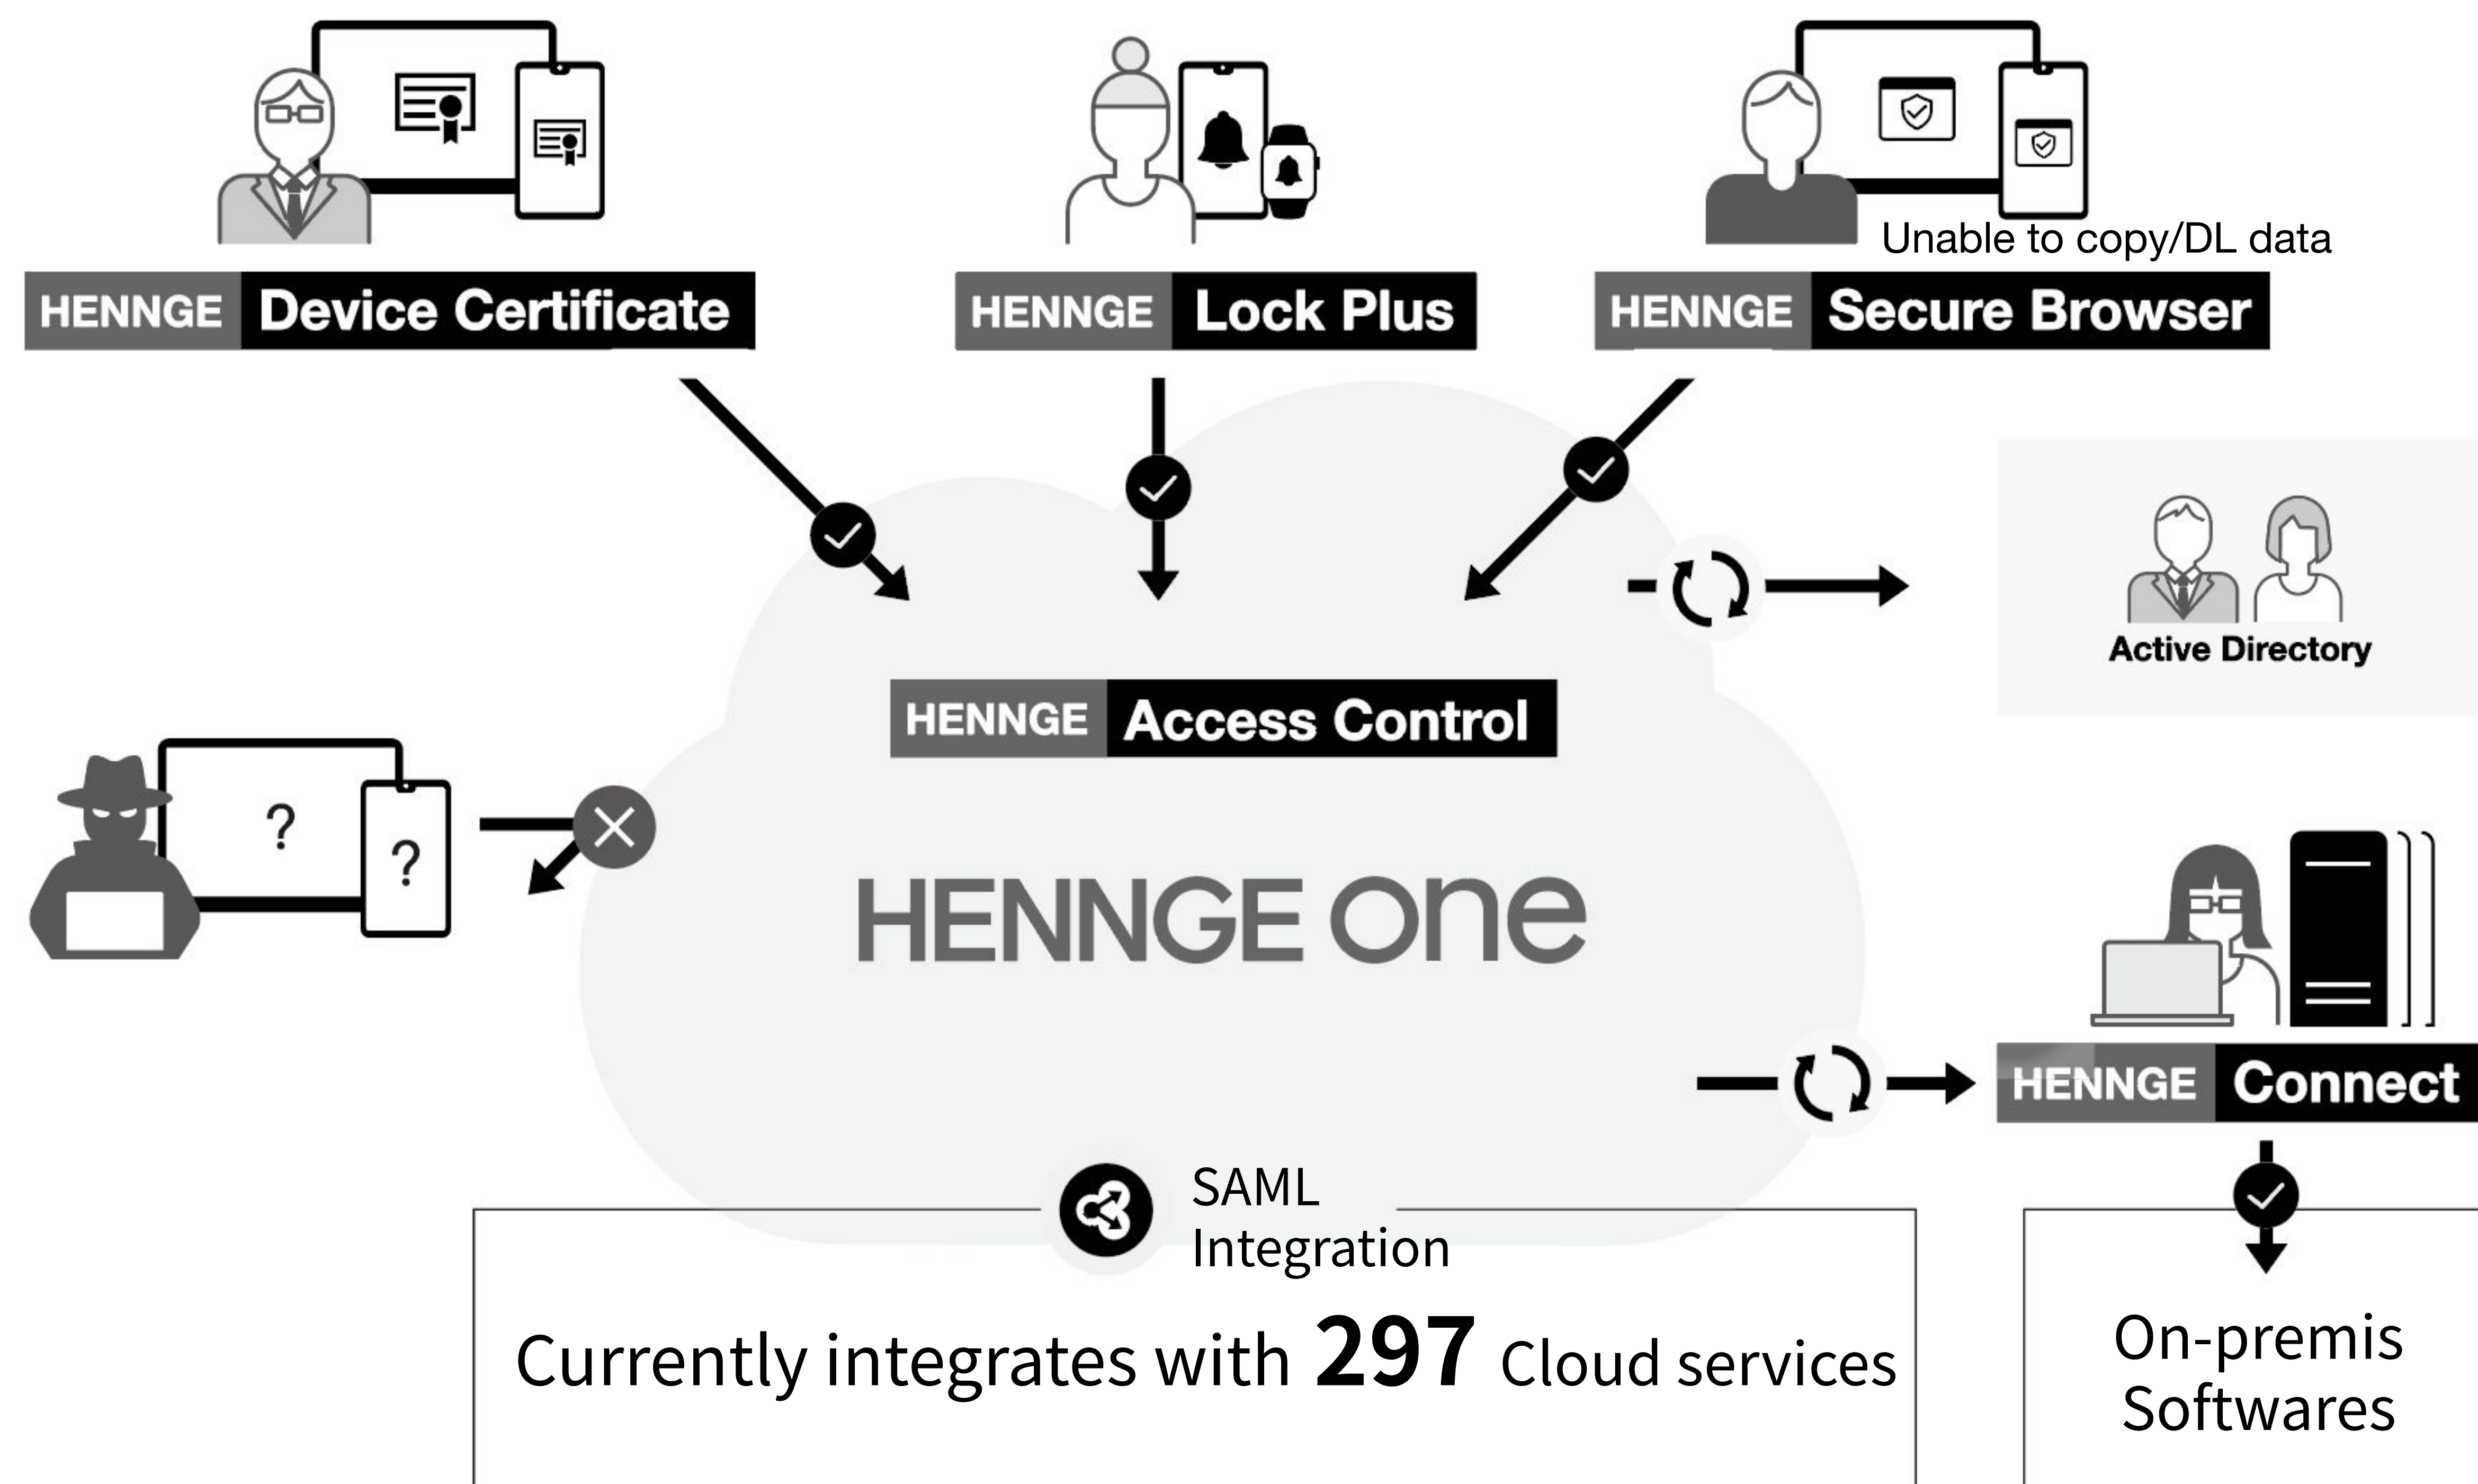 Unable to copy/DL data
HENNGE Device Certificate
HENNGE Lock Plus
HENNGE Secure Browser
Active Directory
HENNGE Access Control
?
?
HENNGE one
HENNGE Connect
SAML
Integration
Currently integrates with 297 Cloud services
On-premis
Softwares